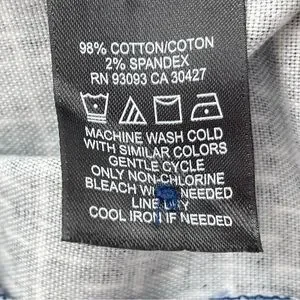 98% COTTON/COTON
2% SPANDEX
RN 93093 CA 30427
MACHINE WASH COLD
WITH SIMILAR COLORS
GENTLE CYCLE
ONLY NON-CHLORINE
BLEACH NEEDED
LINE DRY
COOL IRON IF NEEDED